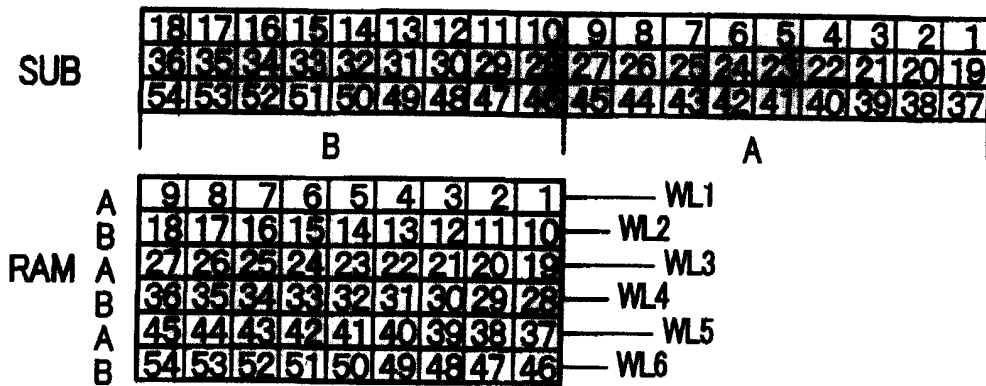 18 17 16 15 14 13 12 11 10 9 8 7 6 5 4 3 2 1
SUB 36 35 34 33 32 31 30 29 28 27 26 25 24 23 22 21 20 19
54 53 52 51 50 49 48 47 46 45 44 43 42 41 40 39 38 37
B A
A 9 8 7 6 5 4 3 2 1 WL1
B 18 17 16 15 14 13 12 11 10 WL2
RAM A 27 26 25 24 23 22 21 20 19 WL3
B 36 35 34 33 32 31 30 29 28 WL4
A 45 44 43 42 41 40 39 38 37 WL5
B 54 53 52 51 50 49 48 47 46 WL6